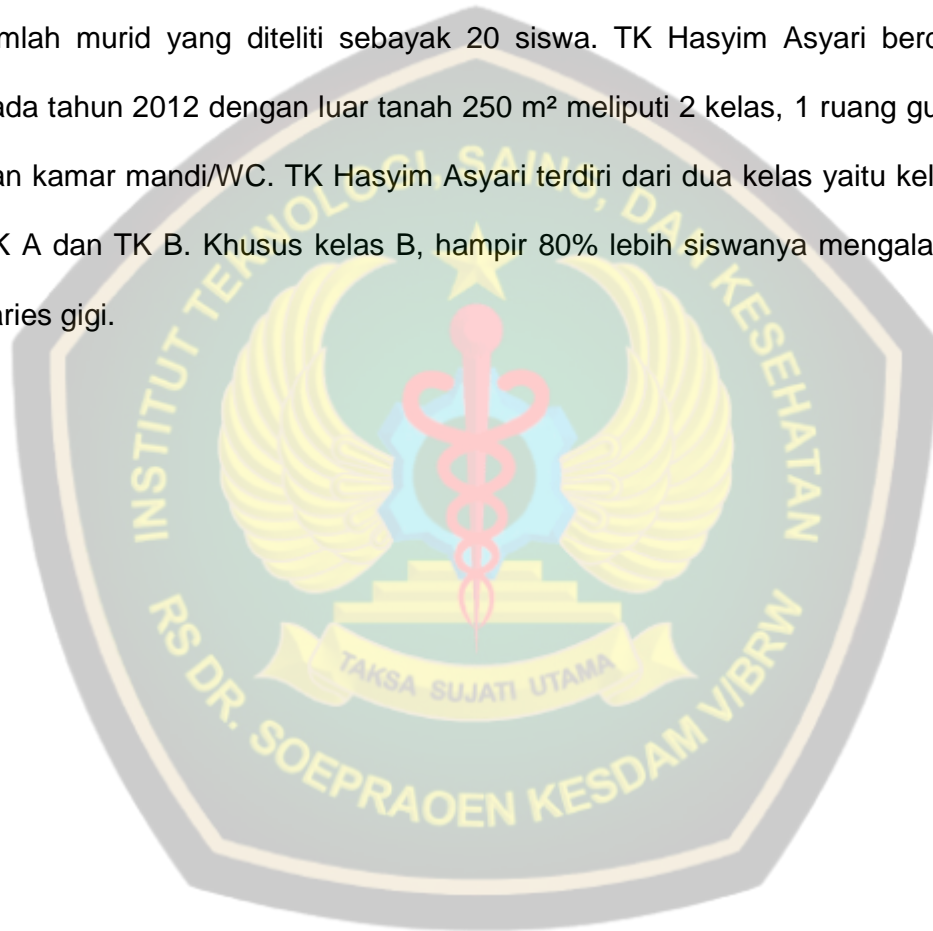 mlah murid yang diteliti sebayak 20 siswa. TK Hasyim Asyari berd
ada tahun 2012 dengan luar tanah 250 m² meliputi 2 kelas, 1 ruang gu
an kamar mandi/WC. TK Hasyim Asyari terdiri dari dua kelas yaitu kel
K A dan TK B. Khusus kelas B, hampir 80% lebih siswanya mengala
aries gigi.
INSTITUT TEKNOLOGI, SAINS, DAN KESEHATAN
TAKSA SUJATI UTAMA
RS DR. SOEPRAOEN KESDAM V/BRW